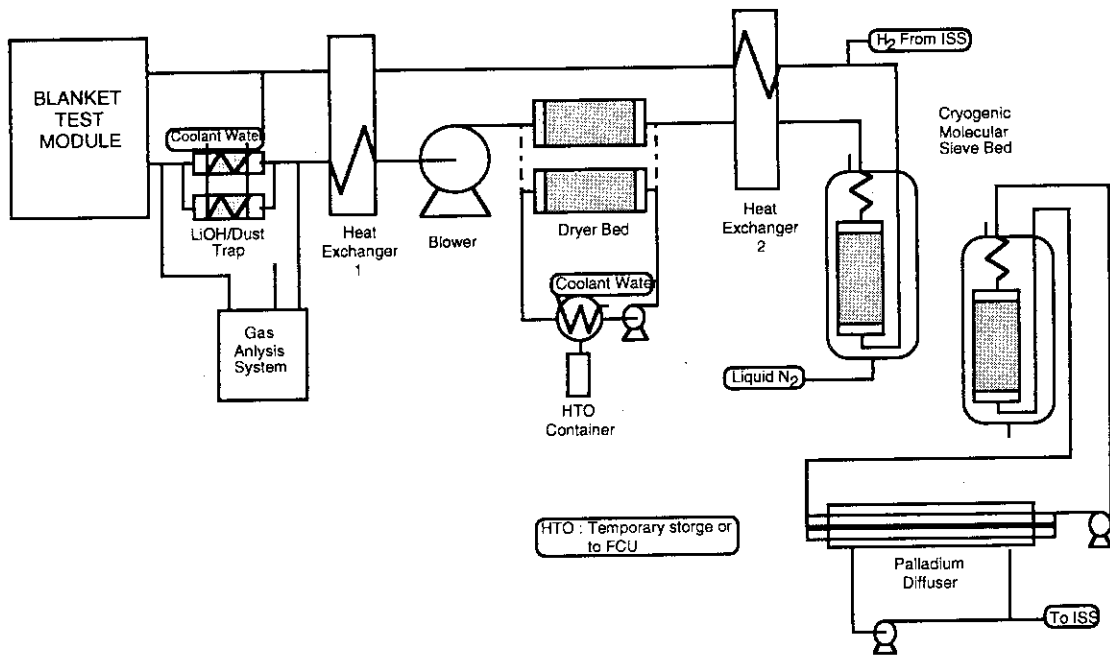 BLANKET
TEST
MODULE
Coolant Water
LiOH/Dust
Trap
Gas
Anlysis
System
Heat
Exchanger
1
Blower
Dryer Bed
Coolant Water
HTO
Container
Heat
Exchanger
2
H2 From ISS
Cryogenic
Molecular
Sieve Bed
Liquid N2
HTO : Temporary storge or
to FCU
Palladium
Diffuser
To ISS